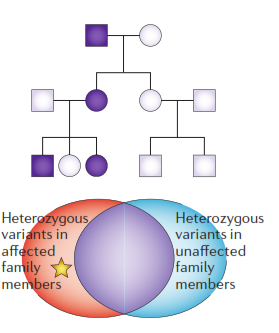 Heterozygous
variants in
affected
family
members
Heterozygous
variants in
unaffected
family
members